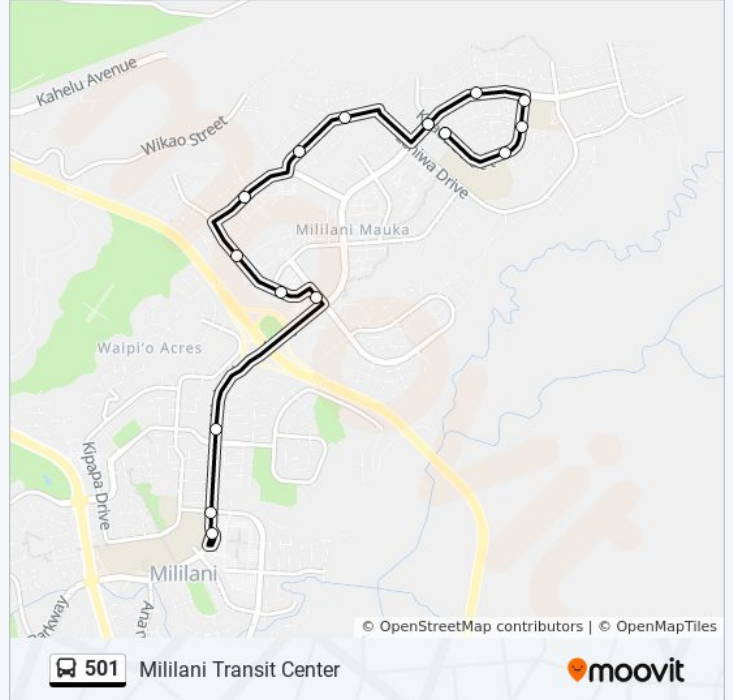 Kahelu Avenue
Wikao Street
Drive
Mililani Mauka
Waipi'o Acres
Kipapa Drive
Mililani
© OpenStreetMap contributors | © OpenMapTiles
501 Mililani Transit Center
moovit